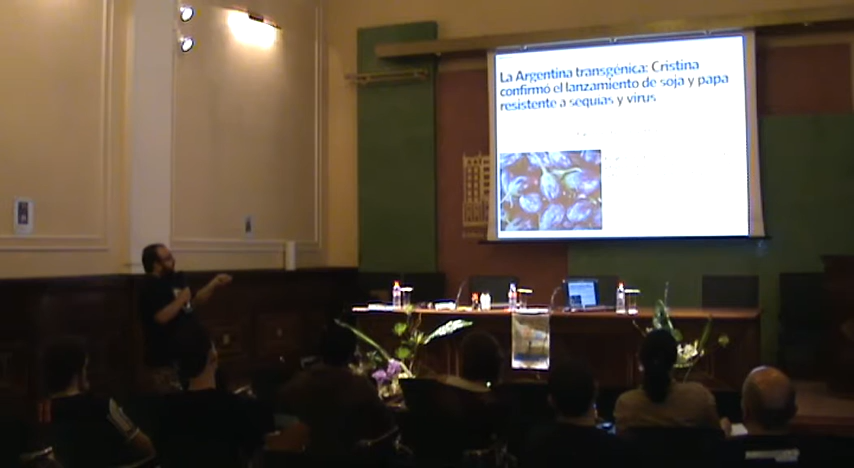 La Argentina transgénica: Cristina
confirmó el lanzamiento de soja y papa
resistente a sequías y virus